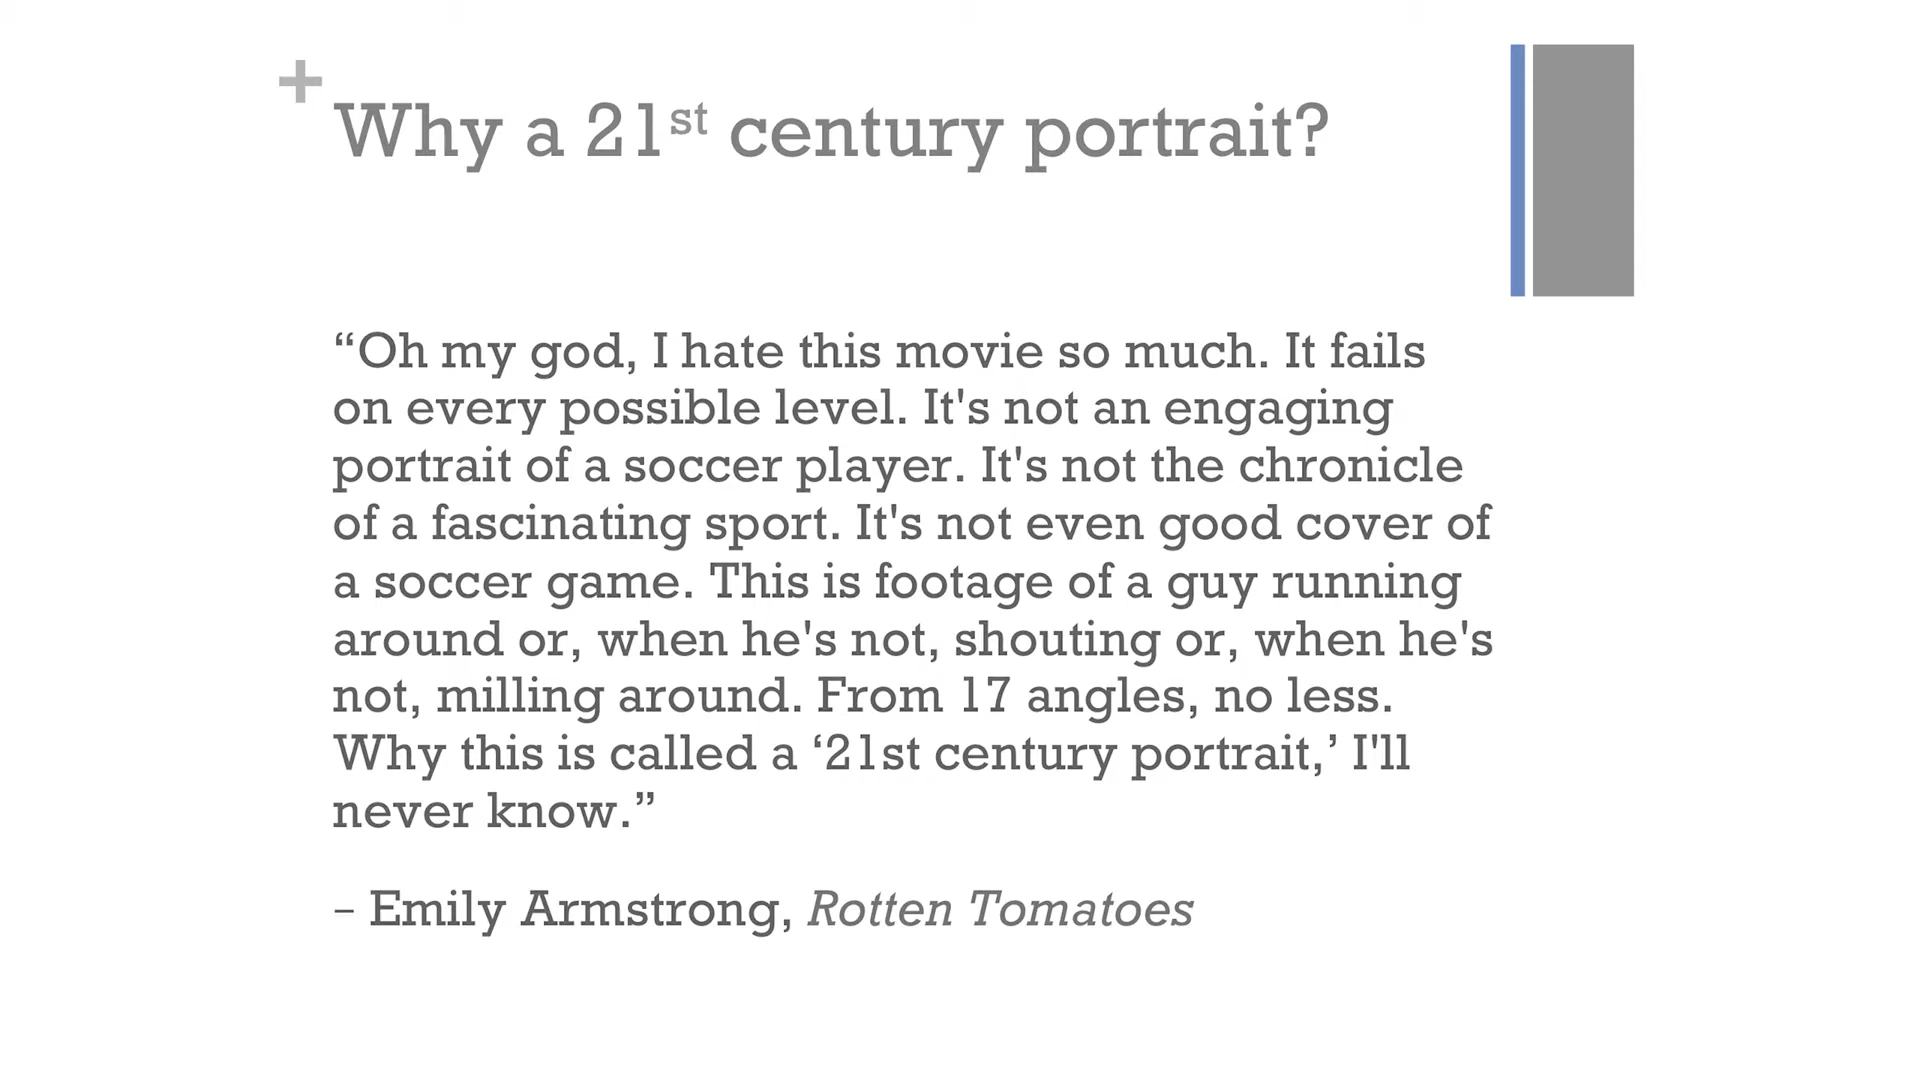 +
Why a 21st century portrait?
“Oh my god, I hate this movie so much. It fails
on every possible level. It's not an engaging
portrait of a soccer player. It's not the chronicle
of a fascinating sport. It's not even good cover of
a soccer game. This is footage of a guy running
around or, when he's not, shouting or, when he's
not, milling around. From 17 angles, no less.
Why this is called a ‘21st century portrait,’ I'll
never know.”
– Emily Armstrong, Rotten Tomatoes